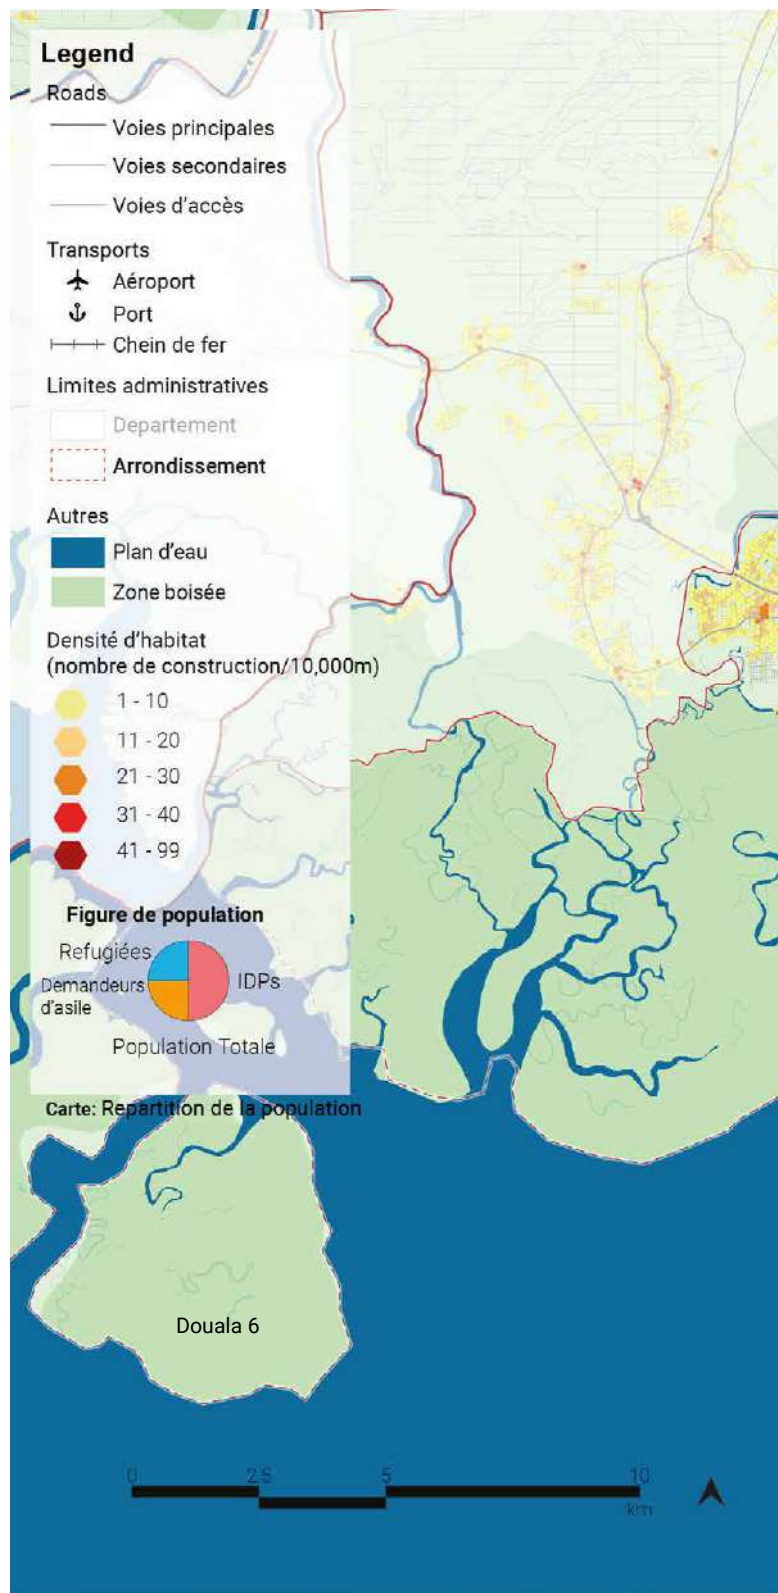 Legend
Roads
Voies principales
Voies secondaires
Voies d'accès
Transports
Aéroport
Port
Chein de fer
Limites administratives
Departement
Arrondissement
Autres
Plan d'eau
Zone boisée
Densité d'habitat
(nombre de construction/10,000m)
1 - 10
11 - 20
21 - 30
31 - 40
41 - 99
Figure de population
Refugiées
IDPs
Demandeurs
d'asile
Population Totale
Carte: Repartition de la population
Douala 6
0 2.5 5 10
km